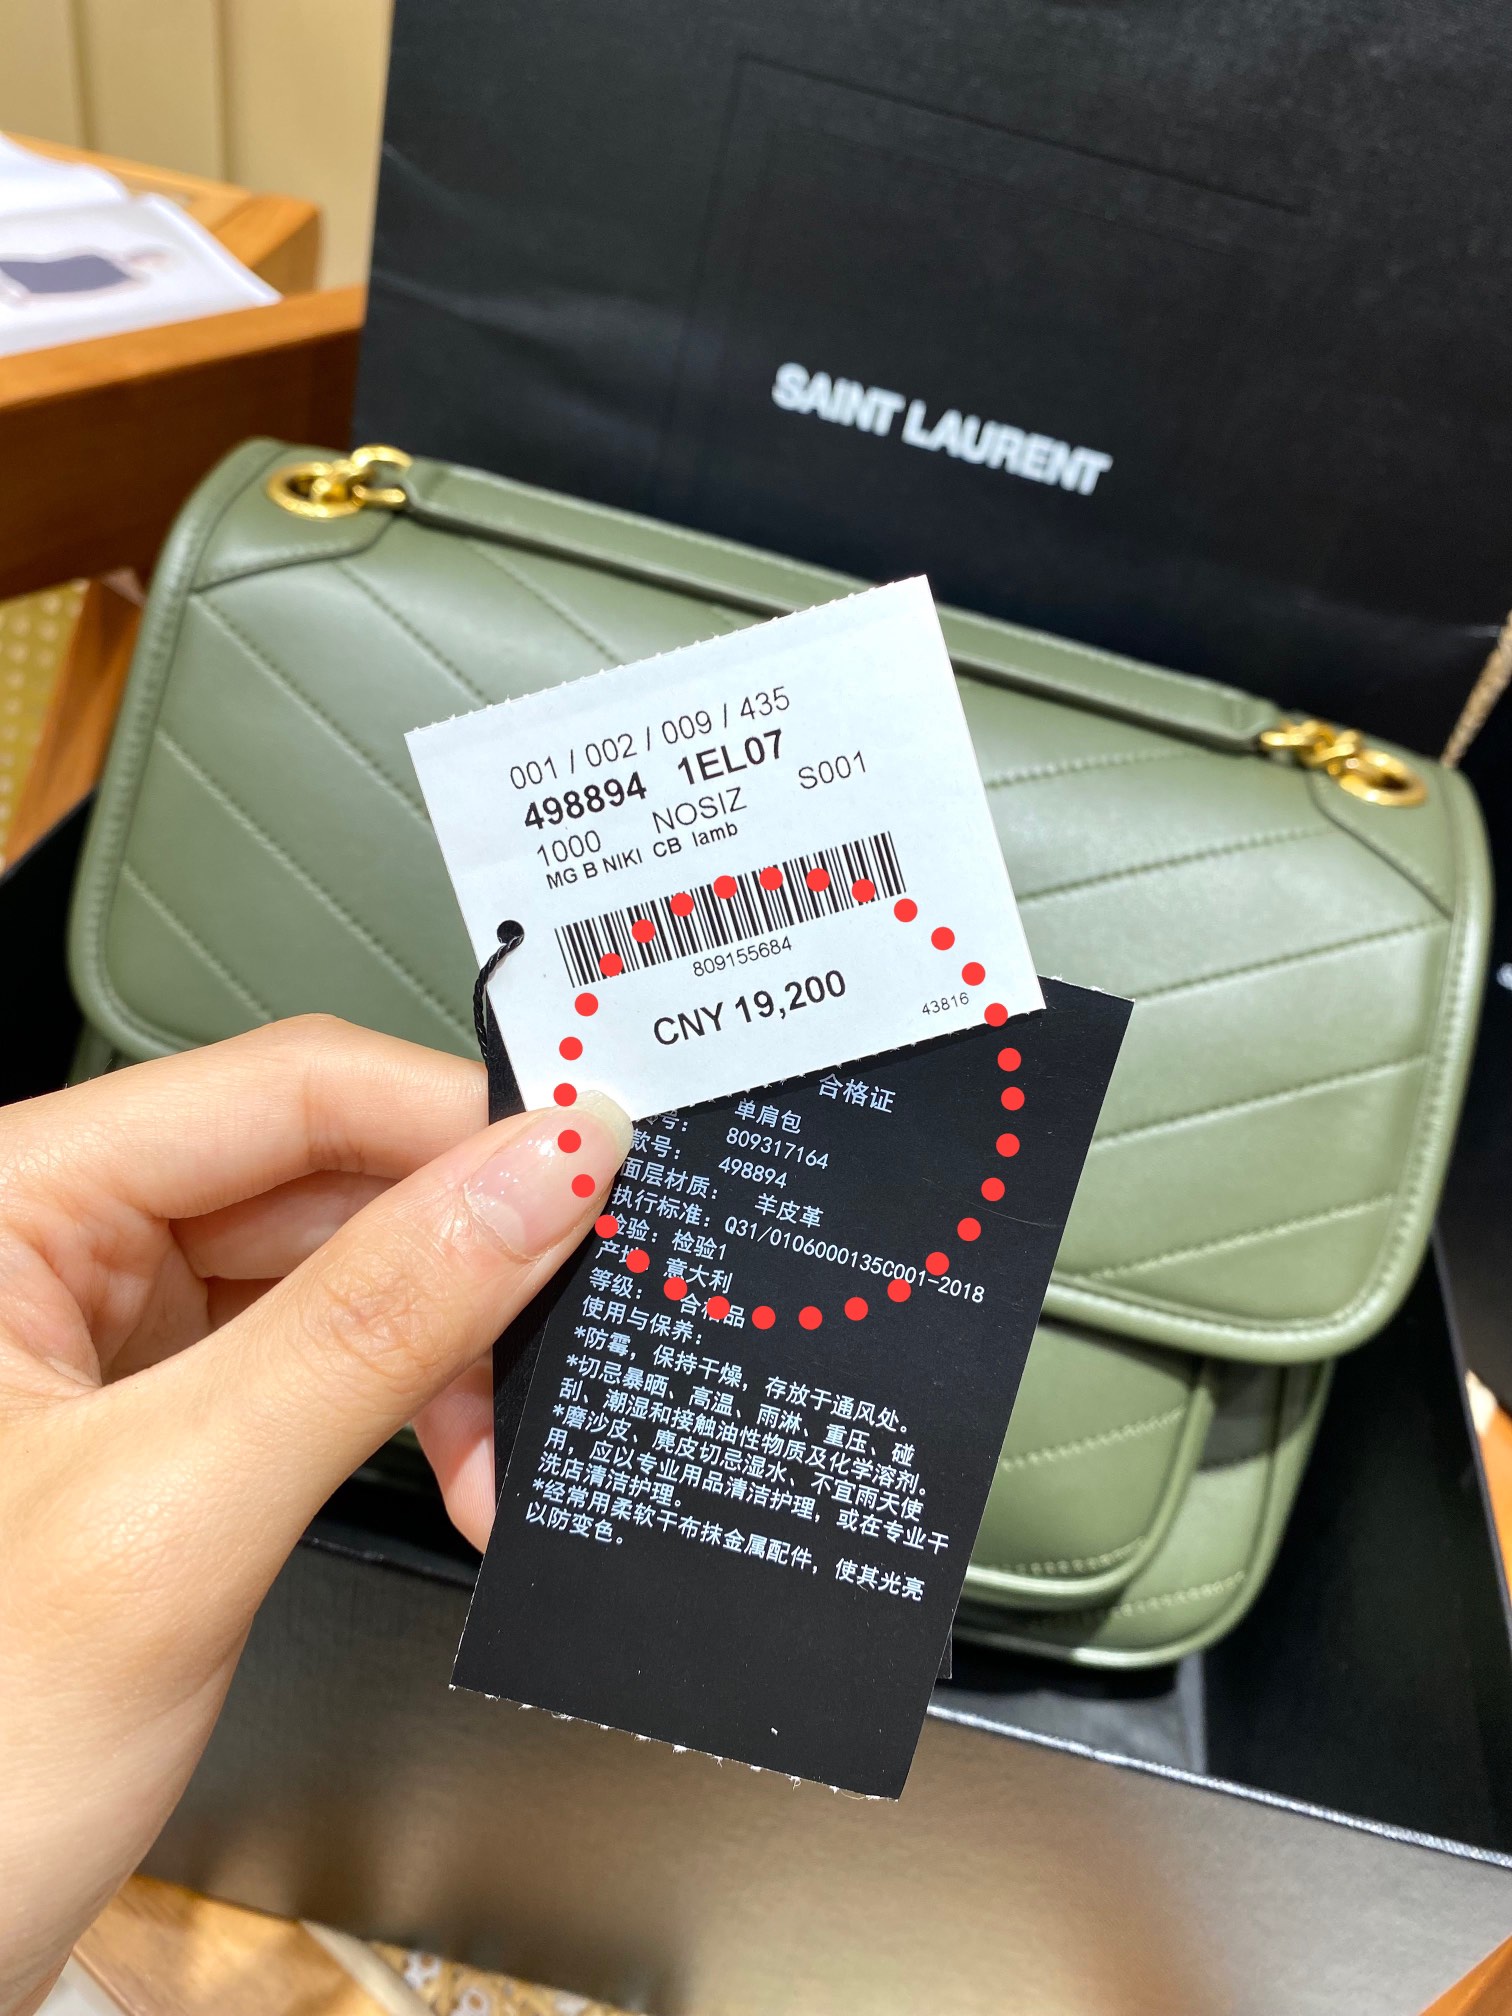 SAINT LAURENT
001 / 002 / 009 / 435
498894 1EL07
1000 NOSIZ S001
MG B NIKI CB lamb
809155684
CNY 19,200
43816
合格证
号： 单肩包
款号： 809317164
498894
面层材质： 羊皮革
执行标准：Q31/0106000135C001-2018
检验：检验1
产地： 意大利
等级： 合格品
使用与保养：
*防霉，保持干燥，存放于通风处。
*切忌暴晒、高温、雨淋、重压、碰
刮、潮湿和接触油性物质及化学溶剂。
*磨沙皮、麂皮切忌湿水、不宜雨天使
用，应以专业用品清洁护理，或在专业干
洗店清洁护理。
*经常用柔软干布抹金属配件，使其光亮
以防变色。